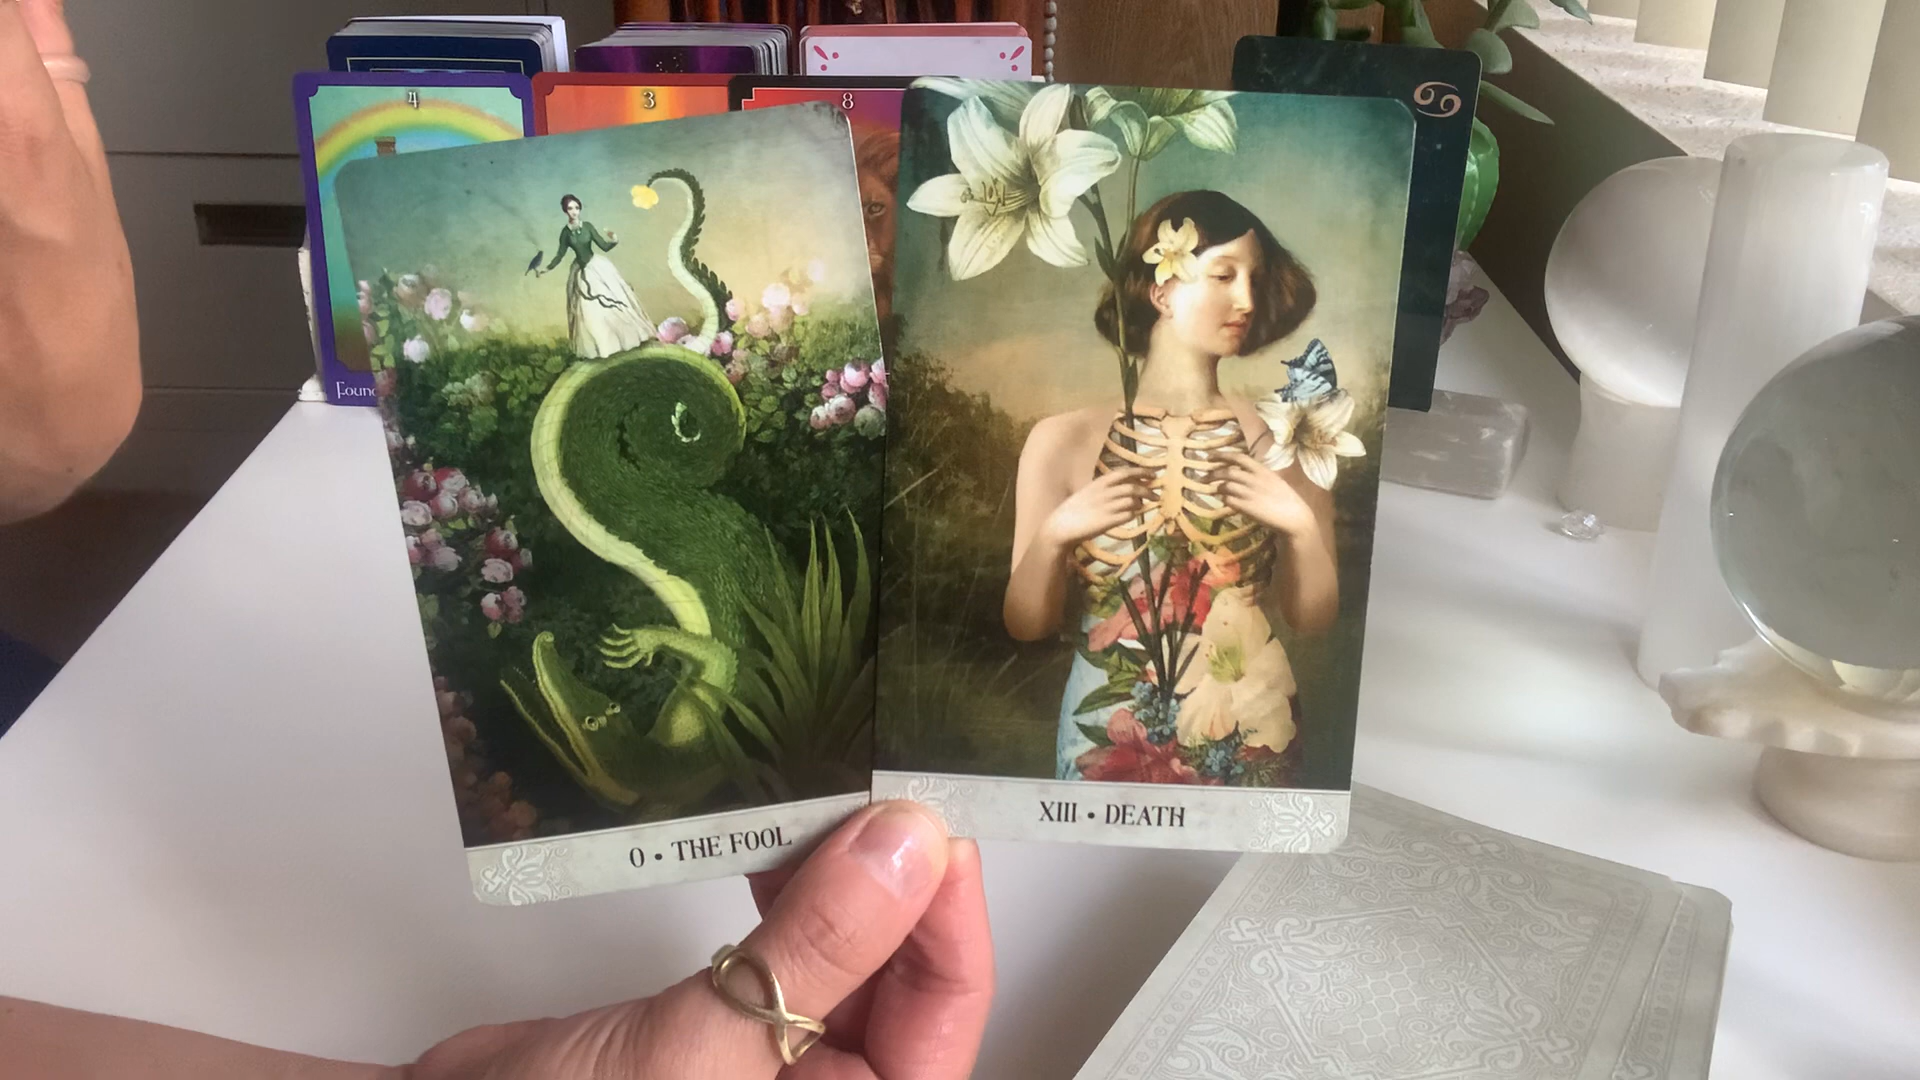 4
3
8
♋
Found
0 • THE FOOL
XIII • DEATH